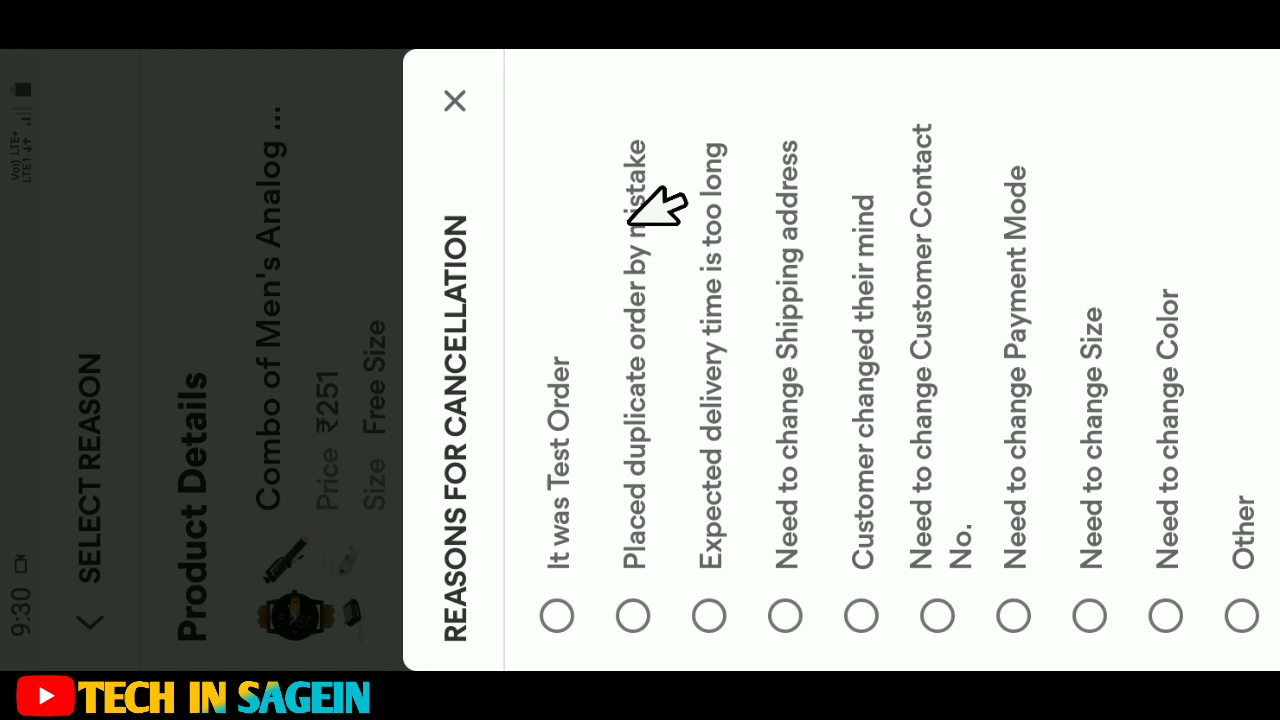 9:30
Vo) LTE+
LTE1
SELECT REASON
Product Details
Combo of Men's Analog ...
Price ₹251
Size Free Size
REASONS FOR CANCELLATION
It was Test Order
Placed duplicate order by mistake
Expected delivery time is too long
Need to change Shipping address
Customer changed their mind
Need to change Customer Contact
No.
Need to change Payment Mode
Need to change Size
Need to change Color
Other
TECH IN SAGEIN